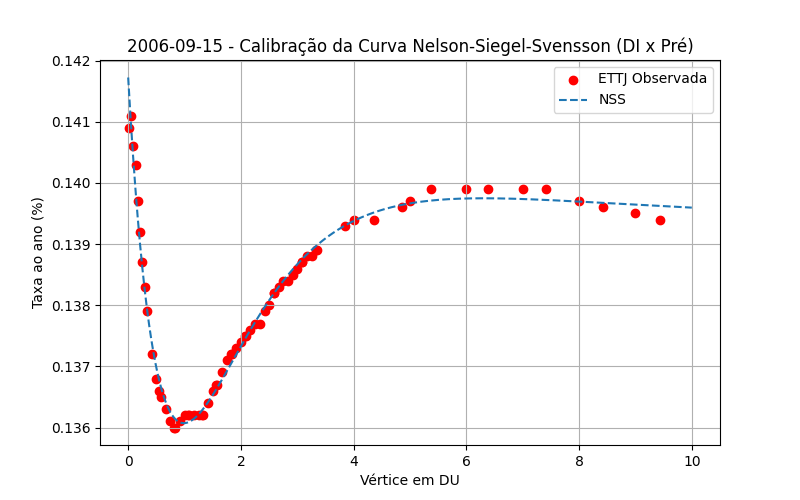 2006-09-15 - Calibração da Curva Nelson-Siegel-Svensson (DI x Pré)
ETTJ Observada
NSS
Taxa ao ano (%)
0.142
0.141
0.140
0.139
0.138
0.137
0.136
0 2 4 6 8 10
Vértice em DU